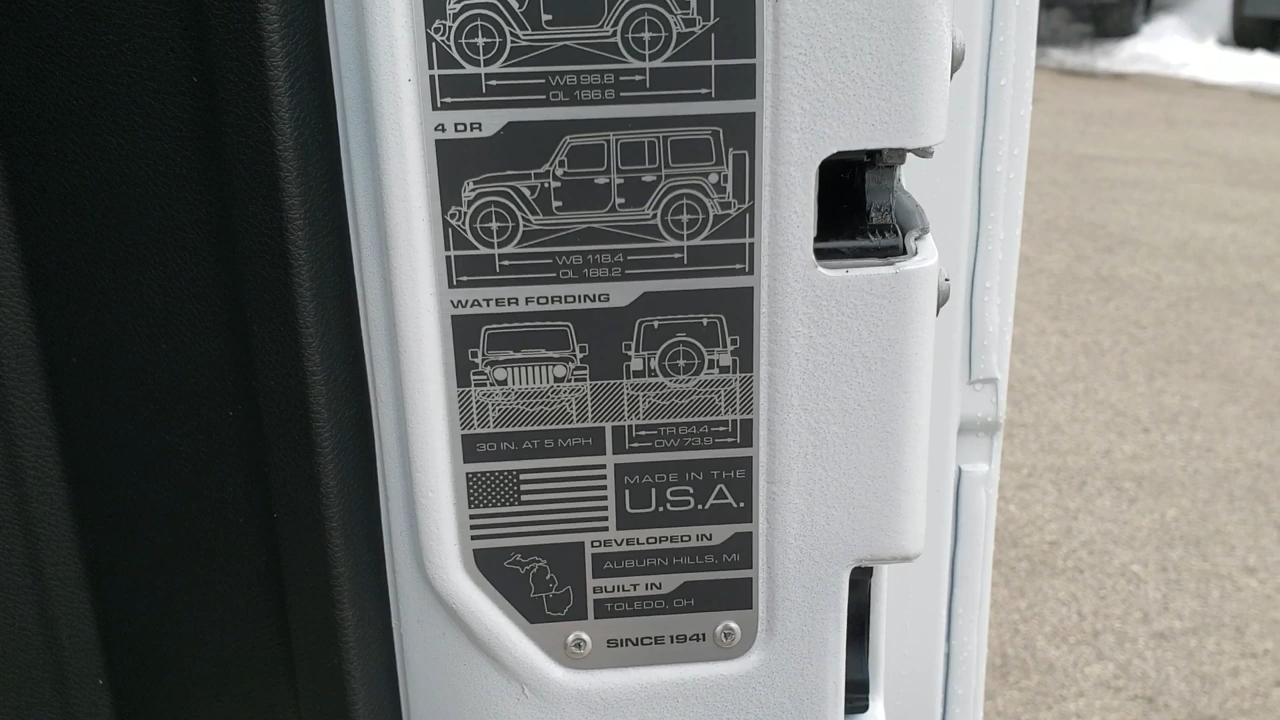 WB 96.8
OL 166.6
4 DR
WB 118.4
OL 188.2
WATER FORDING
30 IN. AT 5 MPH
TR 64.4
OW 73.9
MADE IN THE
U.S.A.
DEVELOPED IN
AUBURN HILLS, MI
BUILT IN
TOLEDO, OH
SINCE 1941